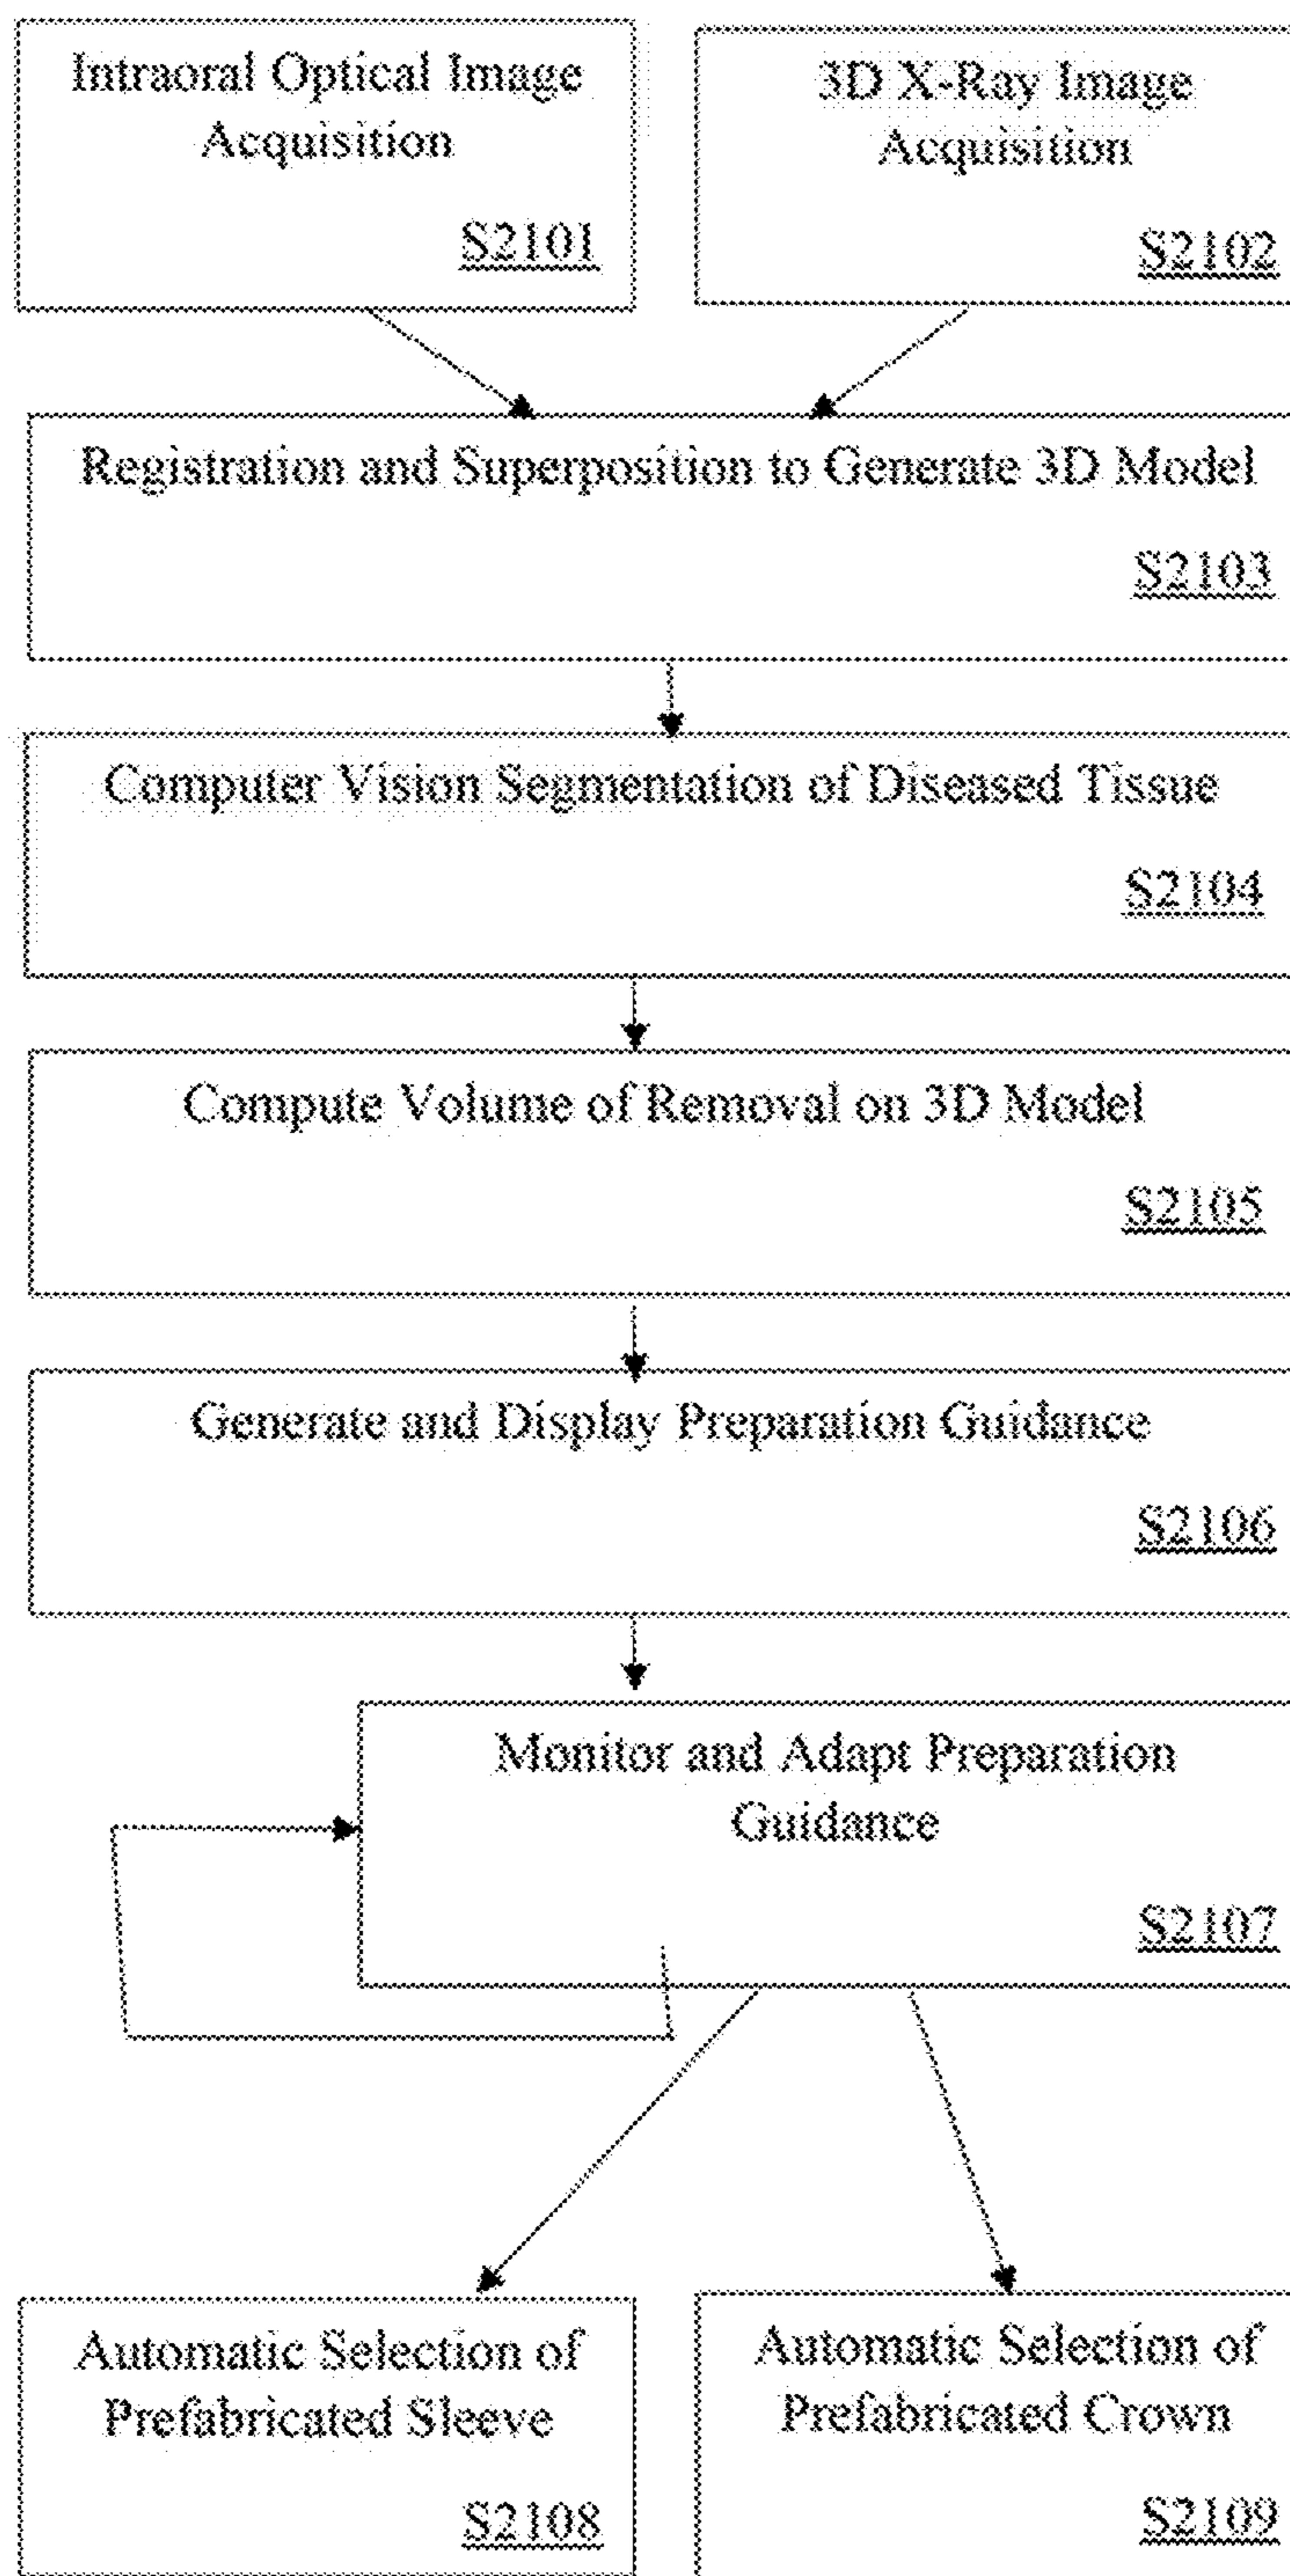 Intraoral Optical Image
Acquisition
S2101
3D X-Ray Image
Acquisition
S2102
Registration and Superposition to Generate 3D Model
S2103
Computer Vision Segmentation of Diseased Tissue
S2104
Compute Volume of Removal on 3D Model
S2105
Generate and Display Preparation Guidance
S2106
Monitor and Adapt Preparation
Guidance
S2107
Automatic Selection of
Prefabricated Sleeve
S2108
Automatic Selection of
Prefabricated Crown
S2109